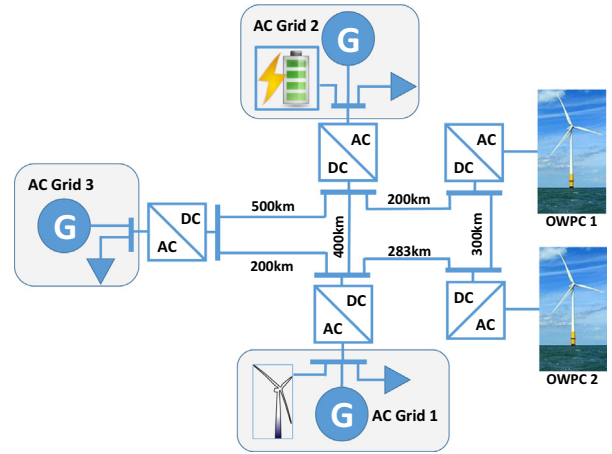 AC Grid 2
G
AC
DC
AC
DC
OWPC 1
AC Grid 3
G
DC
AC
500km
200km
400km
300km
200km
283km
DC
AC
DC
AC
OWPC 2
G
AC Grid 1